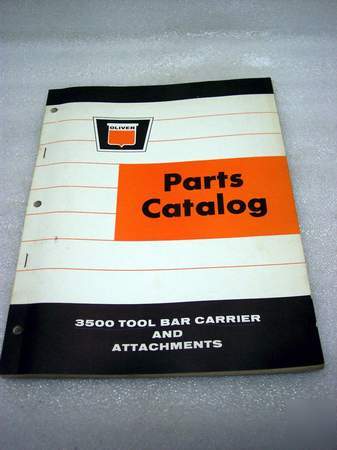 OLIVER
Parts
Catalog
3500 TOOL BAR CARRIER
AND
ATTACHMENTS